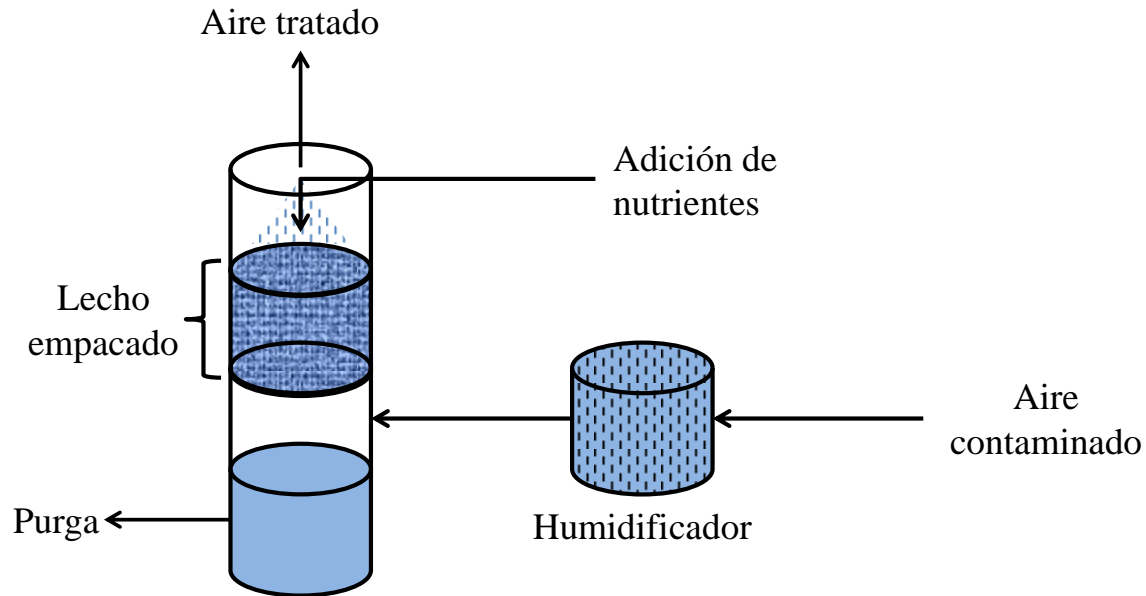 Aire tratado
Adición de
nutrientes
Lecho
empacado
Aire
contaminado
Humidificador
Purga